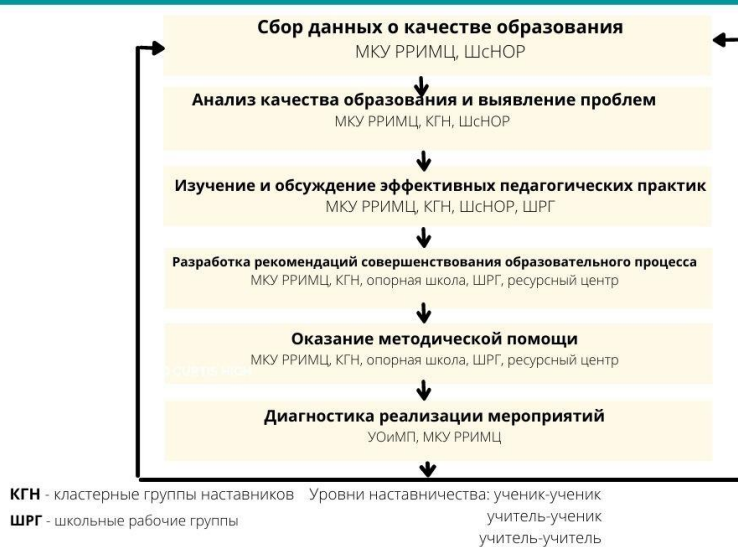 Сбор данных о качестве образования
МКУ РРИМЦ, ШсНОР
Анализ качества образования и выявление проблем
МКУ РРИМЦ, КГН, ШсНОР
Изучение и обсуждение эффективных педагогических практик
МКУ РРИМЦ, КГН, ШсНОР, ШРГ
Разработка рекомендаций совершенствования образовательного процесса
МКУ РРИМЦ, КГН, опорная школа, ШРГ, ресурсный центр
Оказание методической помощи
МКУ РРИМЦ, КГН, опорная школа, ШРГ, ресурсный центр
Диагностика реализации мероприятий
УОиМП, МКУ РРИМЦ
КГН - кластерные группы наставников
ШРГ - школьные рабочие группы
Уровни наставничества: ученик-ученик
учитель-ученик
учитель-учитель